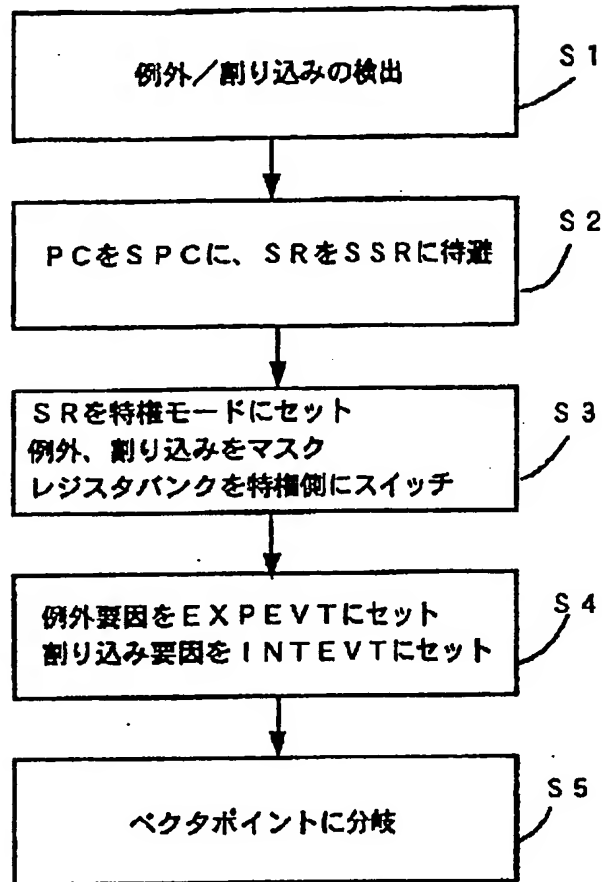 例外／割り込みの検出
S1
PCをSPCに、SRをSSRに待避
S2
SRを特権モードにセット
例外、割り込みをマスク
レジスタバンクを特権側にスイッチ
S3
例外要因をEXPEVTにセット
割り込み要因をINTEVTにセット
S4
ベクタポイントに分岐
S5